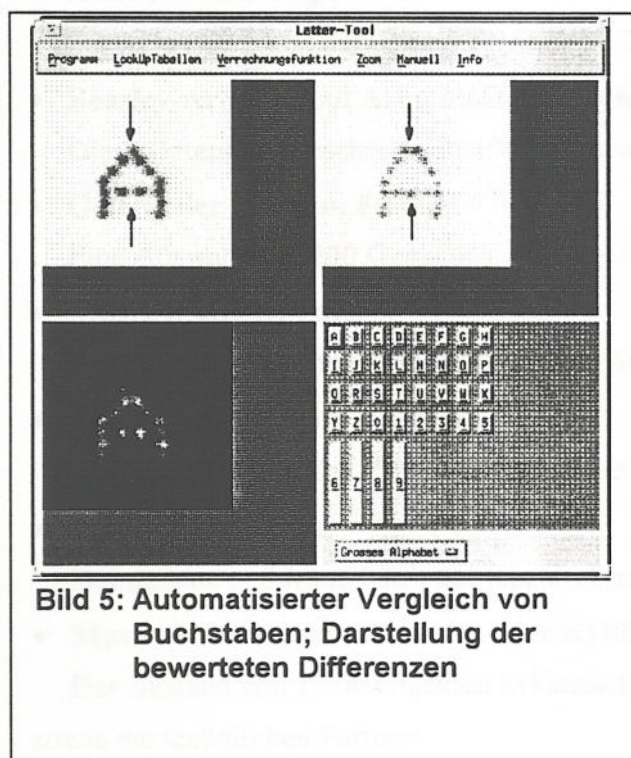 Letter-Tool
Programm LookUpTabellen Verrechnungsfunktion Zoom Manuell Info
A B C D E F G H
I J K L M N O P
Q R S T U V W X
Y Z 0 1 2 3 4 5
6 7 8 9
Grosses Alphabet
Bild 5: Automatisierter Vergleich von
Buchstaben; Darstellung der
bewerteten Differenzen